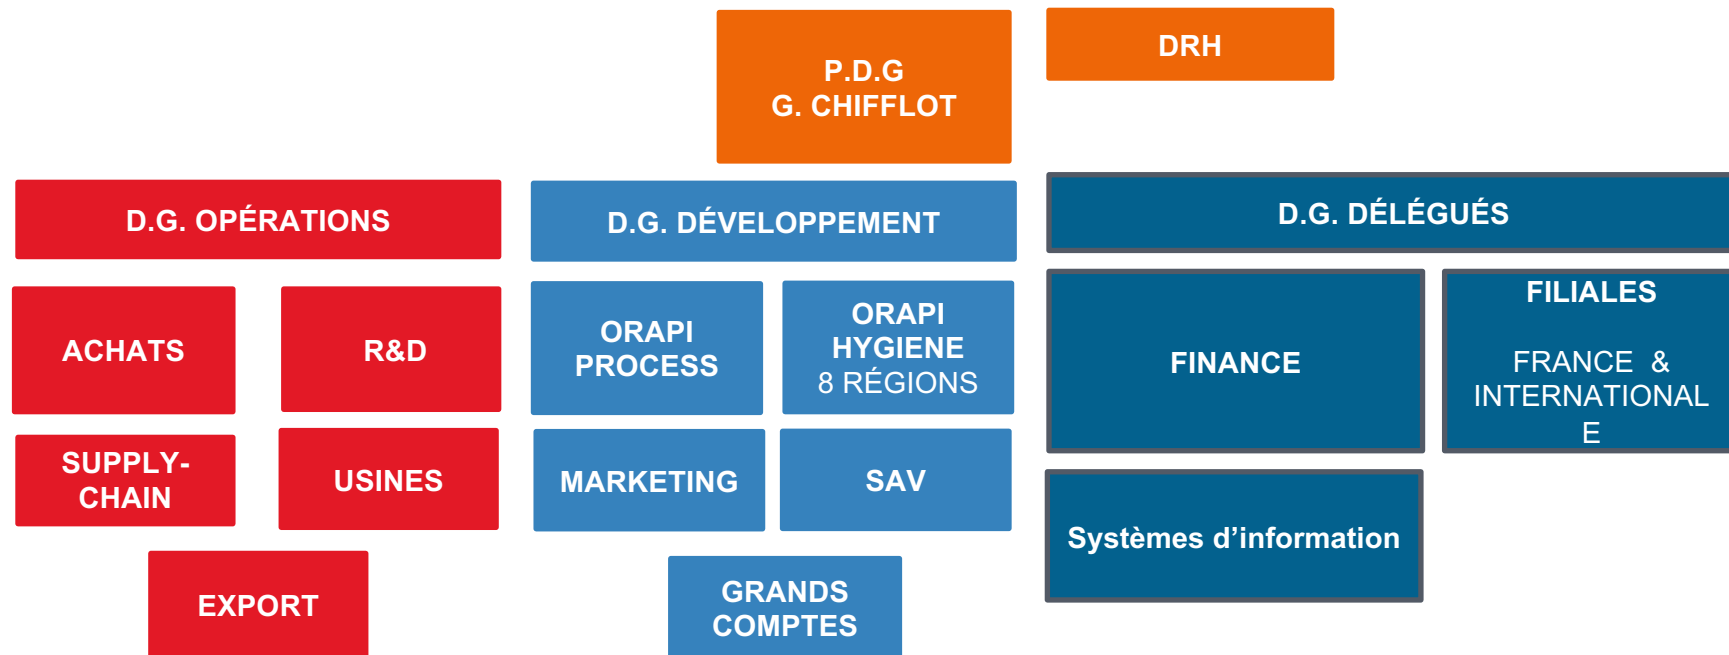 P.D.G
G. CHIFFLOT
DRH
D.G. OPÉRATIONS
ACHATS
R&D
SUPPLY-
CHAIN
USINES
EXPORT
D.G. DÉVELOPPEMENT
ORAPI
PROCESS
ORAPI
HYGIENE
8 RÉGIONS
MARKETING
SAV
GRANDS
COMPTES
D.G. DÉLÉGUÉS
FINANCE
FILIALES
FRANCE & 
INTERNATIONAL
E
Systèmes d’information